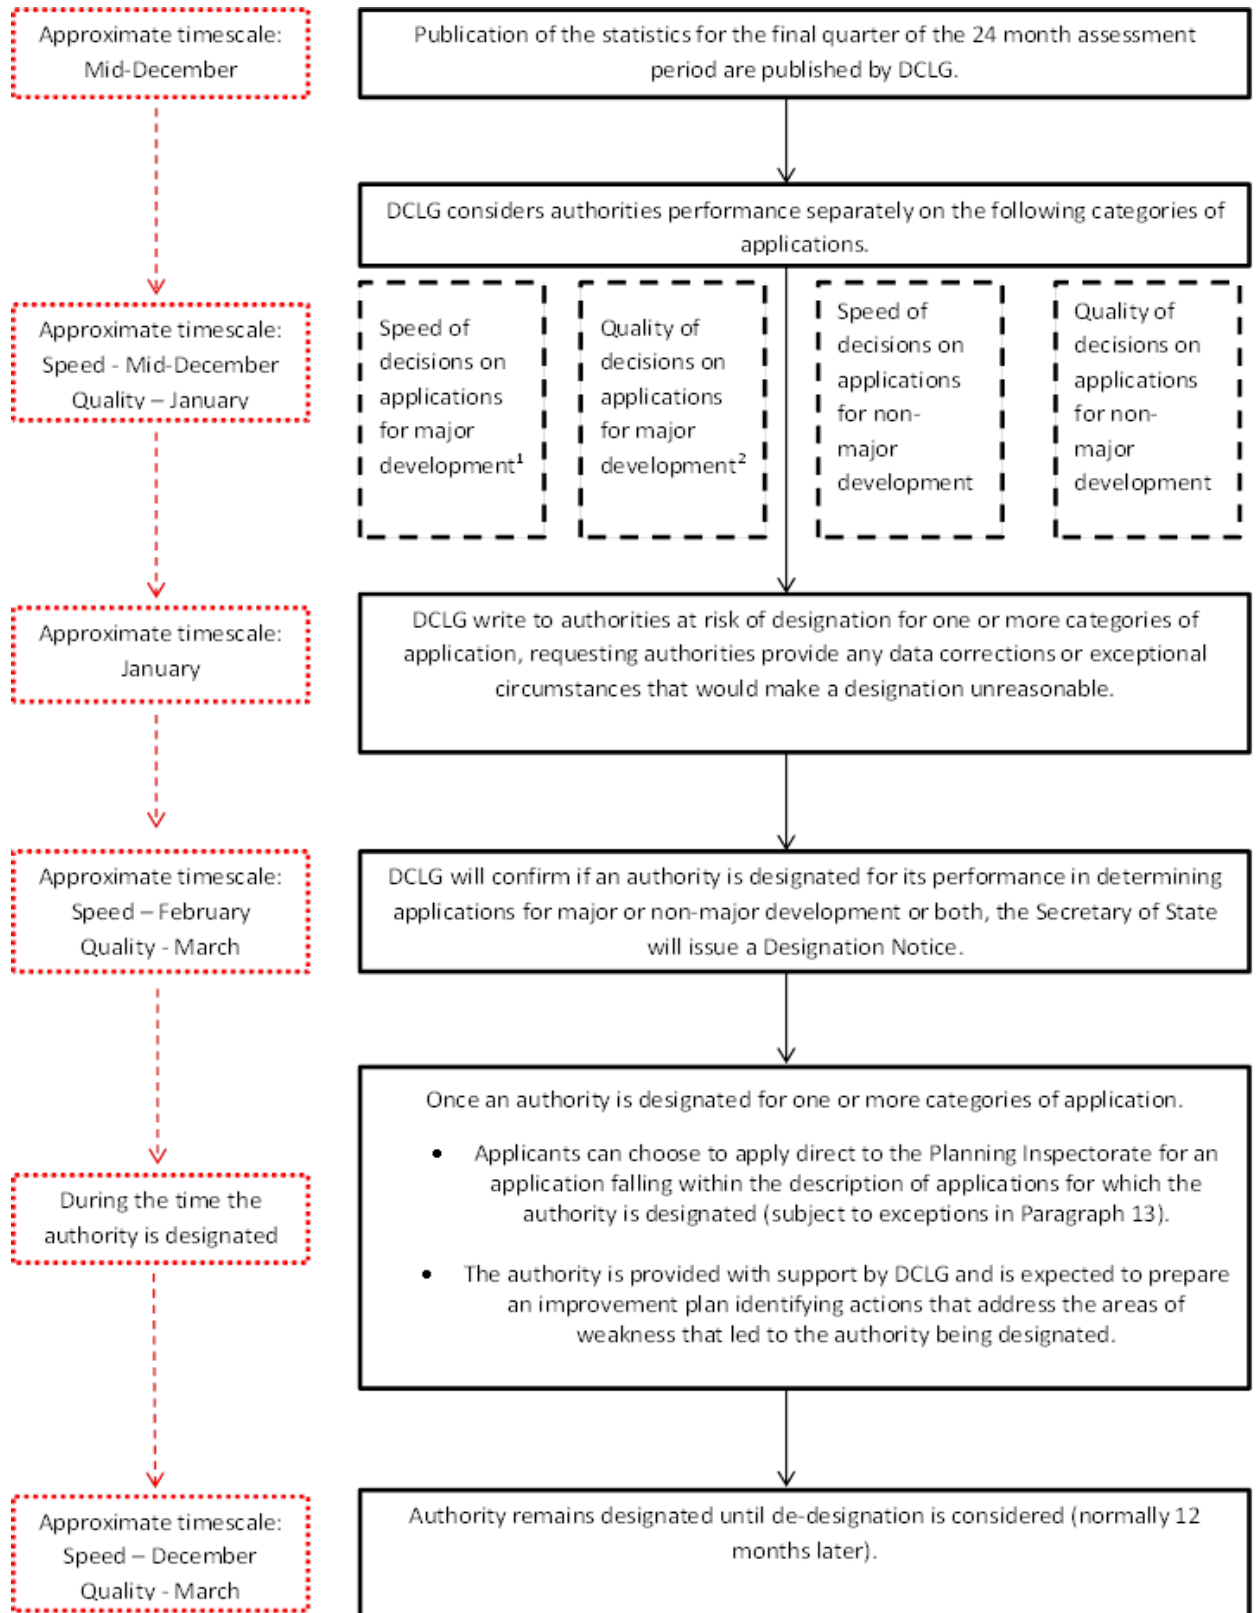 Approximate timescale:
Mid-December
Publication of the statistics for the final quarter of the 24 month assessment
period are published by DCLG.
DCLG considers authorities performance separately on the following categories of
applications.
Approximate timescale:
Speed - Mid-December
Quality – January
Speed of
decisions on
applications
for major
development¹
Quality of
decisions on
applications
for major
development²
Speed of
decisions on
applications
for non-
major
development
Quality of
decisions on
applications
for non-
major
development
Approximate timescale:
January
DCLG write to authorities at risk of designation for one or more categories of
application, requesting authorities provide any data corrections or exceptional
circumstances that would make a designation unreasonable.
Approximate timescale:
Speed – February
Quality - March
DCLG will confirm if an authority is designated for its performance in determining
applications for major or non-major development or both, the Secretary of State
will issue a Designation Notice.
During the time the
authority is designated
Once an authority is designated for one or more categories of application.
• Applicants can choose to apply direct to the Planning Inspectorate for an
application falling within the description of applications for which the
authority is designated (subject to exceptions in Paragraph 13).
• The authority is provided with support by DCLG and is expected to prepare
an improvement plan identifying actions that address the areas of
weakness that led to the authority being designated.
Approximate timescale:
Speed – December
Quality - March
Authority remains designated until de-designation is considered (normally 12
months later).